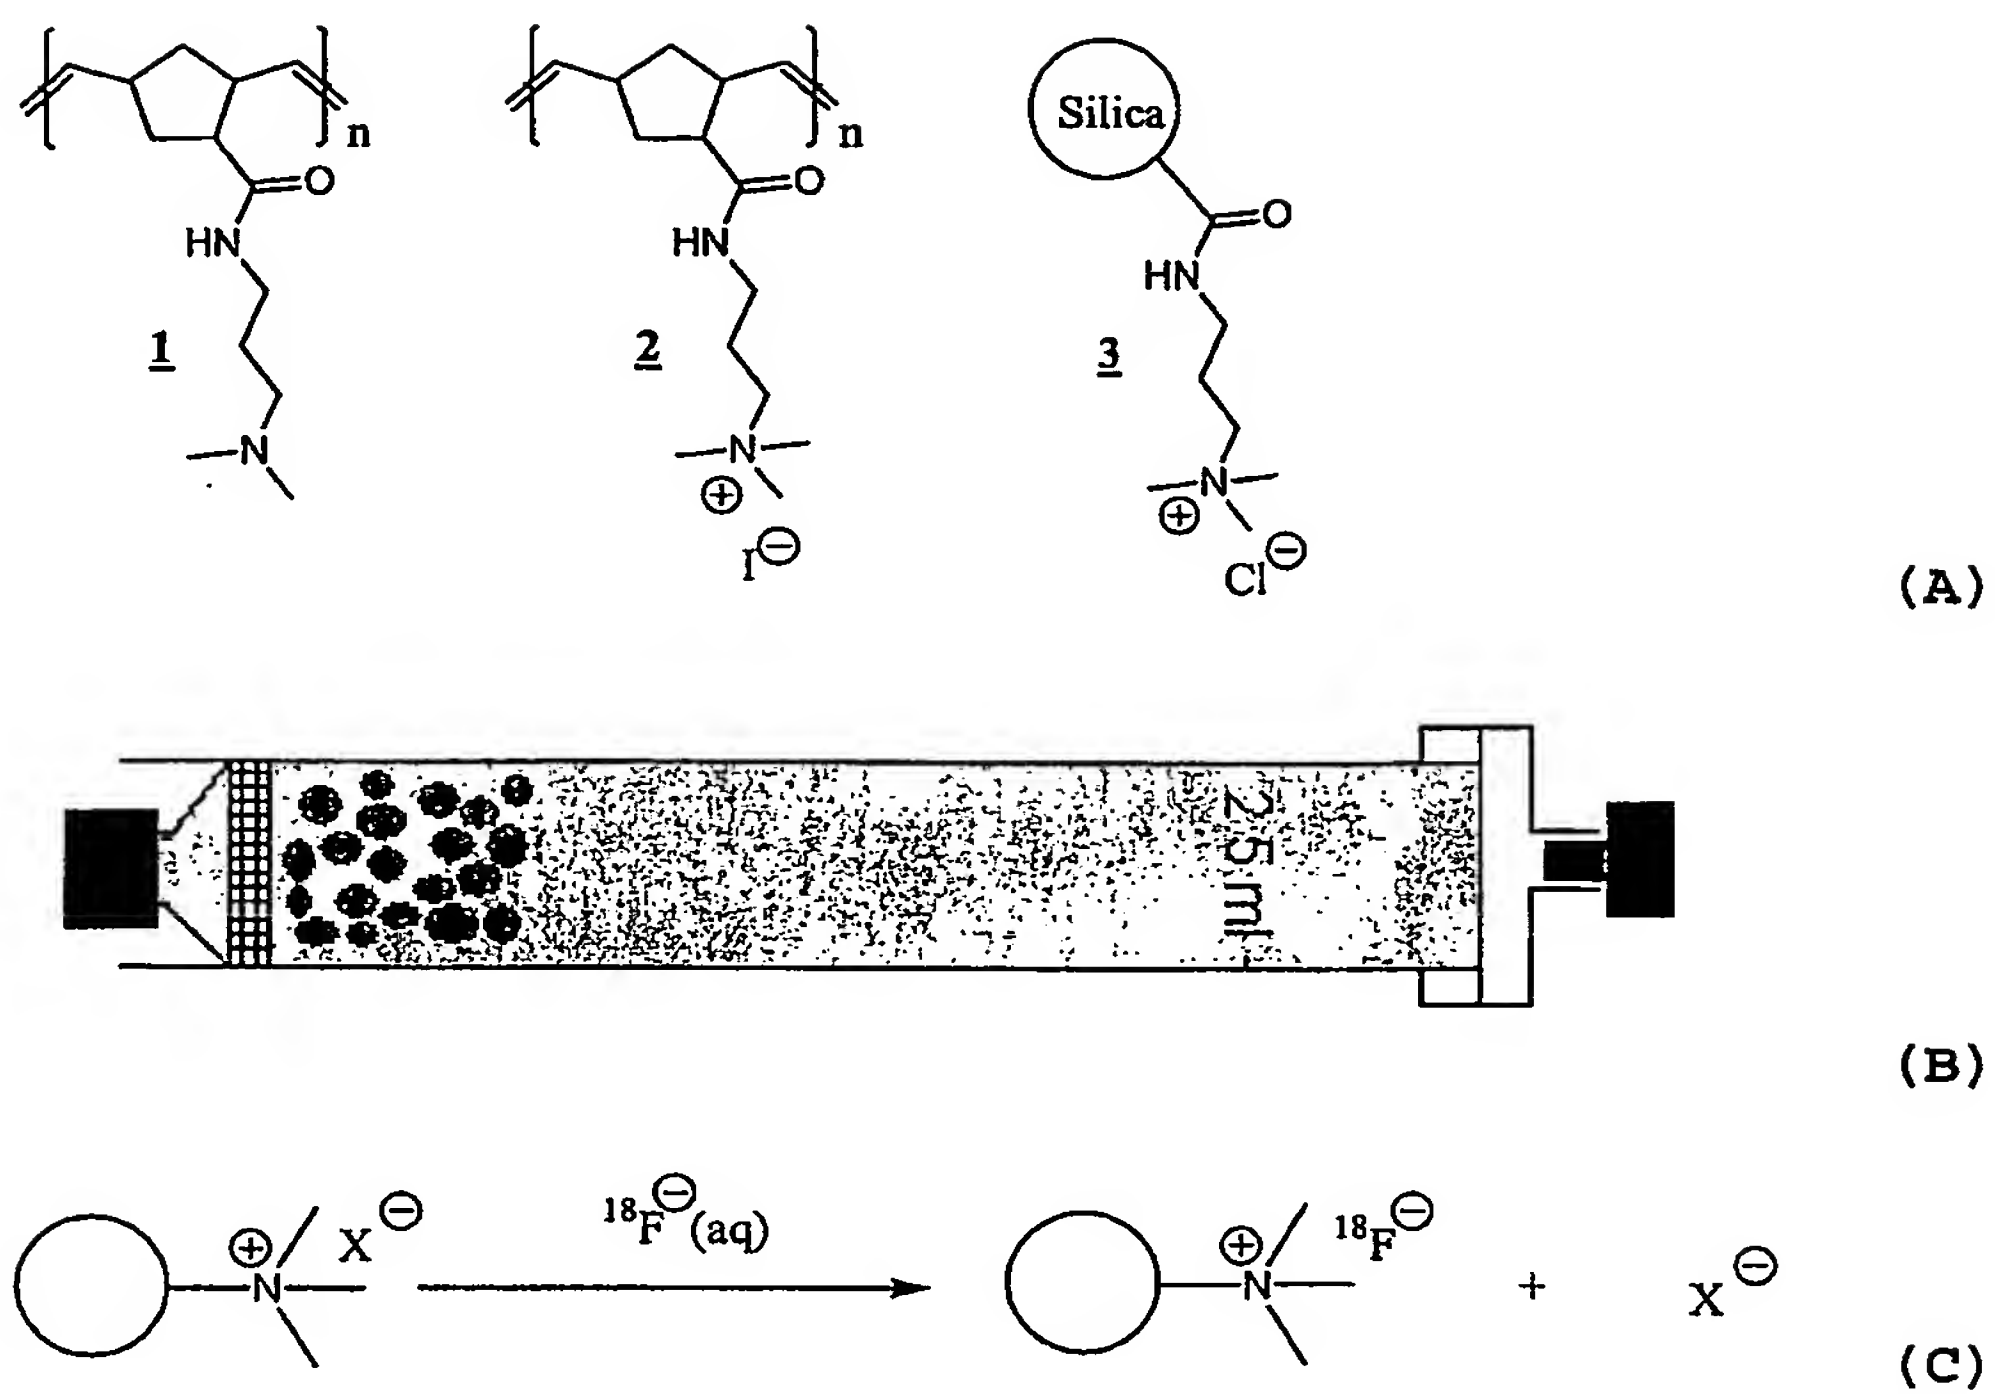 n
n
Silica
O
O
O
HN
HN
HN
1
2
3
N
N
N
⊕
⊕
I⊖
Cl⊖
(A)
25 ml
(B)
⊕
N
X⊖
18F⊖(aq)
⊕
N
18F⊖
+
X⊖
(C)